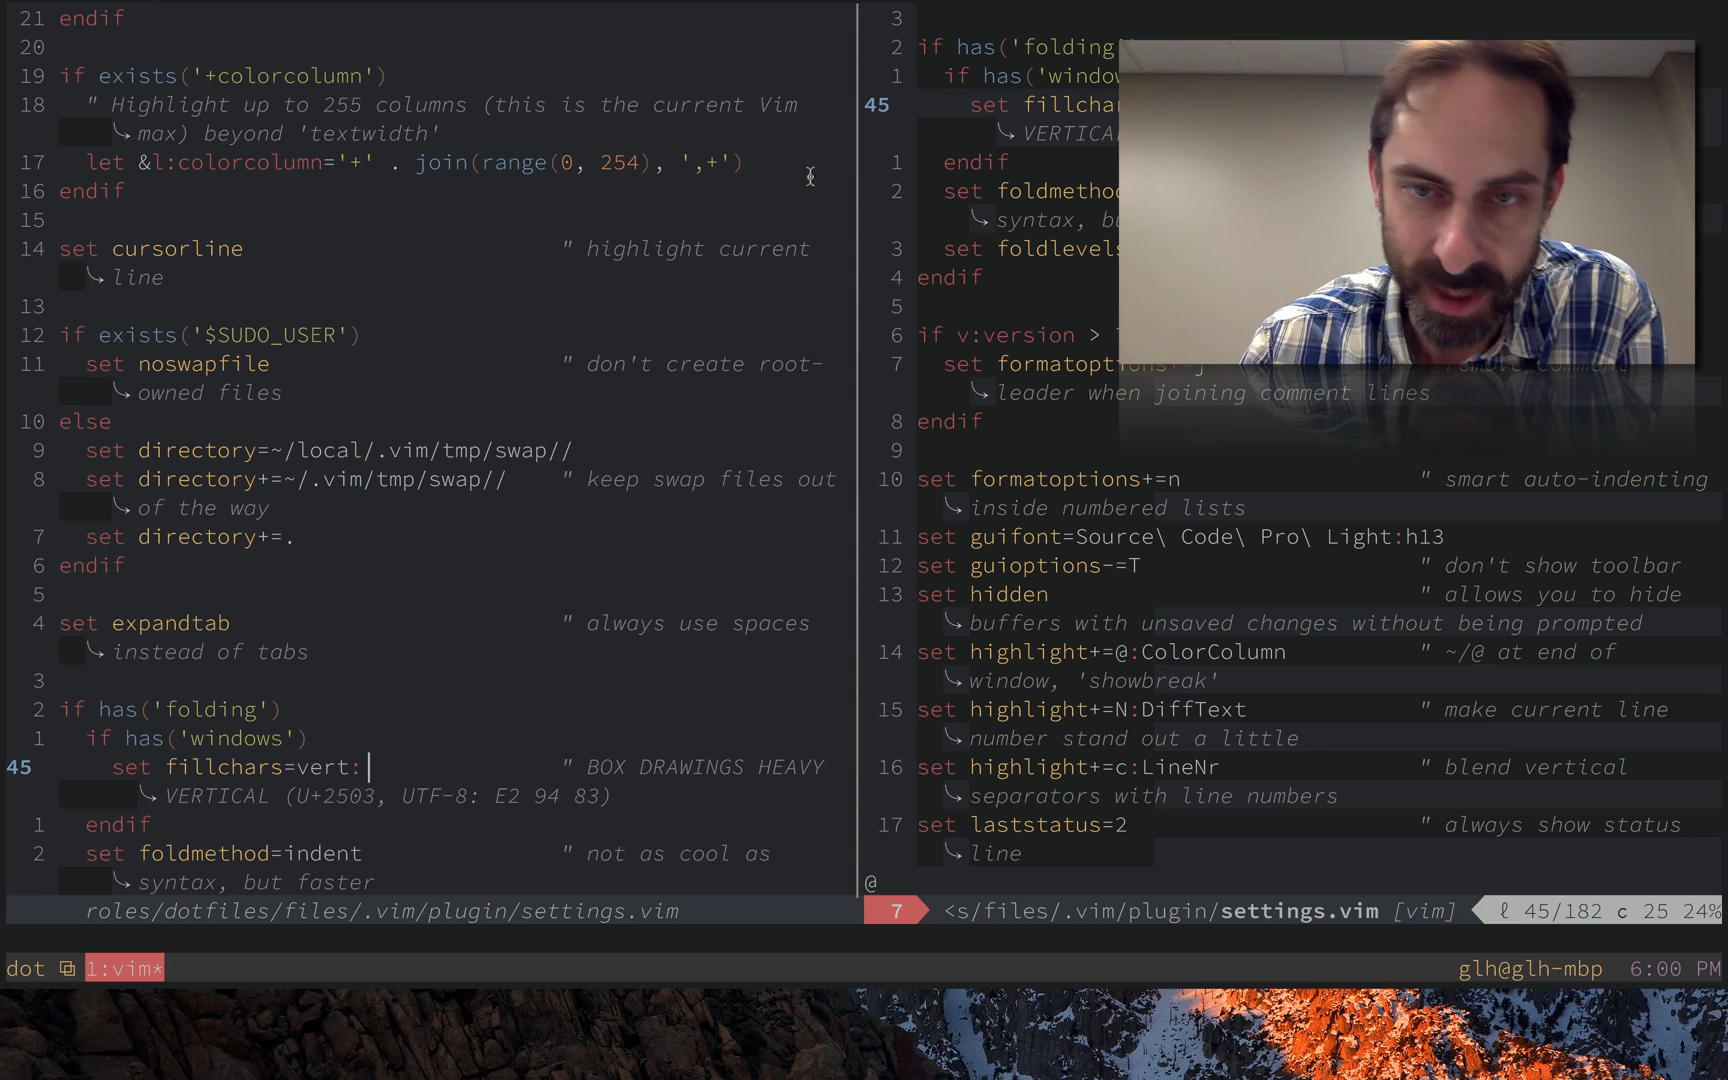 21 endif
20
19 if exists('+colorcolumn')
18   " Highlight up to 255 columns (this is the current Vim
↪ max) beyond 'textwidth'
17   let &l:colorcolumn='+' . join(range(0, 254), ',+')
16 endif
15
14 set cursorline                         " highlight current
↪ line
13
12 if exists('$SUDO_USER')
11   set noswapfile                       " don't create root-
↪ owned files
10 else
9   set directory=~/local/.vim/tmp/swap//
8   set directory+=~/.vim/tmp/swap//     " keep swap files out
↪ of the way
7   set directory+=.
6 endif
5
4 set expandtab                          " always use spaces
↪ instead of tabs
3
2 if has('folding')
1   if has('windows')
45     set fillchars=vert:┃               " BOX DRAWINGS HEAVY
↪ VERTICAL (U+2503, UTF-8: E2 94 83)
1   endif
2   set foldmethod=indent                " not as cool as
↪ syntax, but faster
roles/dotfiles/files/.vim/plugin/settings.vim
3
2 if has('folding'
1   if has('window
45     set fillchar
↪ VERTICAL
1   endif
2   set foldmethod
↪ syntax, bu
3   set foldlevels
4 endif
5
6 if v:version >
7   set formatoptions+=j                 " remove comment
↪ leader when joining comment lines
8 endif
9
10 set formatoptions+=n                  " smart auto-indenting
↪ inside numbered lists
11 set guifont=Source\ Code\ Pro\ Light:h13
12 set guioptions-=T                     " don't show toolbar
13 set hidden                            " allows you to hide
↪ buffers with unsaved changes without being prompted
14 set highlight+=@:ColorColumn          " ~/@ at end of
↪ window, 'showbreak'
15 set highlight+=N:DiffText             " make current line
↪ number stand out a little
16 set highlight+=c:LineNr               " blend vertical
↪ separators with line numbers
17 set laststatus=2                      " always show status
↪ line
@
7 <s/files/.vim/plugin/settings.vim [vim] ℓ 45/182 c 25 24%
dot 1:vim* glh@glh-mbp 6:00 PM